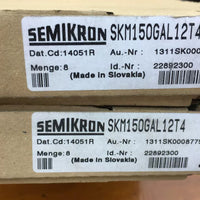 SEMIKRON SKM150GAL12T4
Dat.Cd:14051R Au.-Nr : 1311SK000
Menge:8 Id.-Nr : 22892300
(Made in Slovakia)
SEMIKRON SKM150GAL12T4
Dat.Cd:14051R Au.-Nr : 1311SK0008775
Menge:8 Id.-Nr : 22892300
(Made in Slovakia)